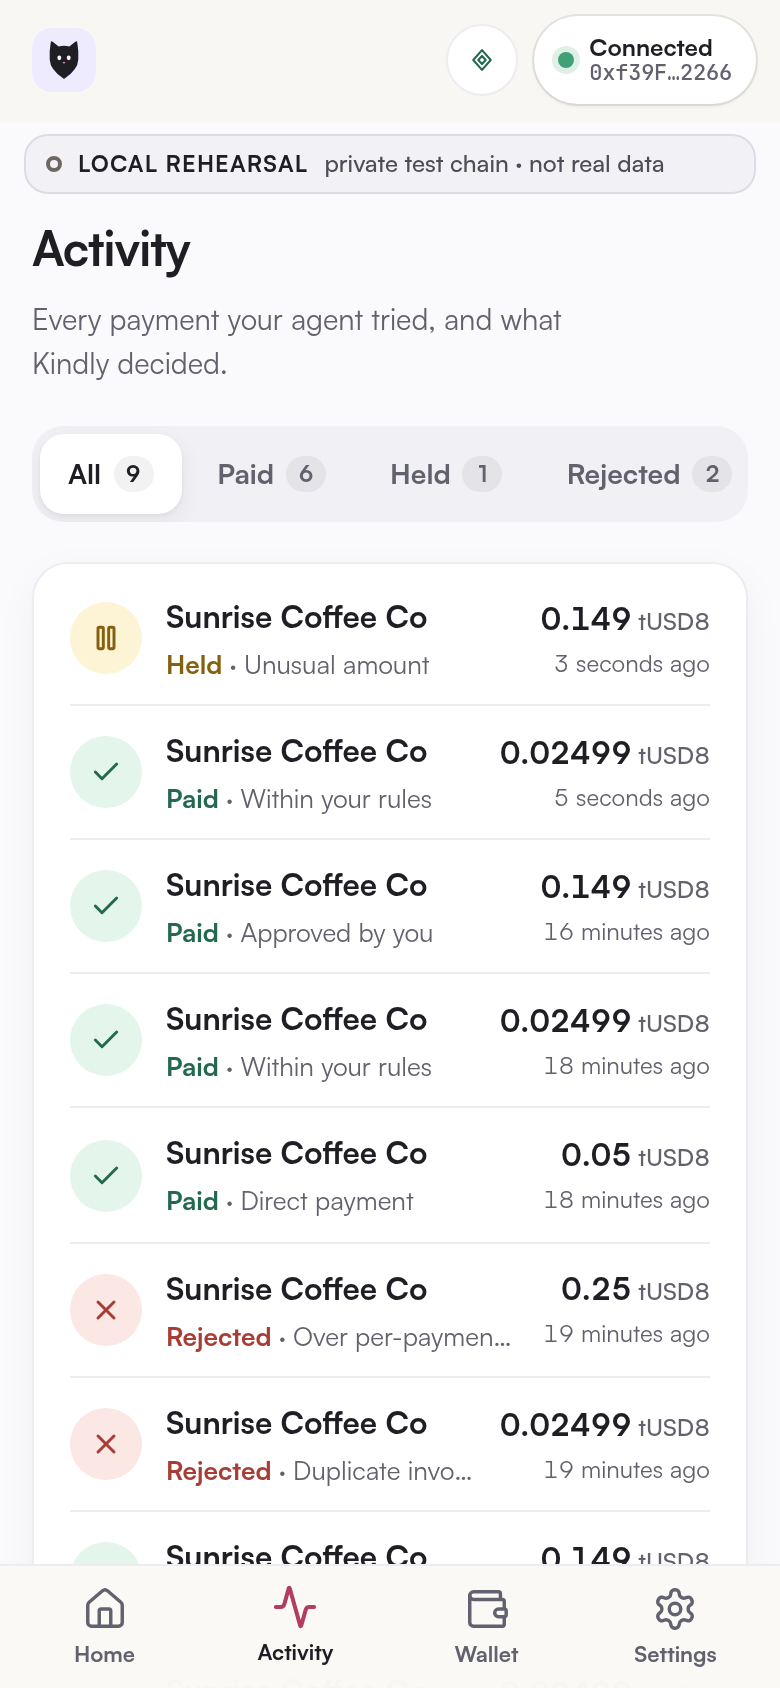 Connected
0xf39F…2266
LOCAL REHEARSAL private test chain · not real data
Activity
Every payment your agent tried, and what
Kindly decided.
All 9 Paid 6 Held 1 Rejected 2
Sunrise Coffee Co 0.149 tUSD8
Held · Unusual amount 3 seconds ago
Sunrise Coffee Co 0.02499 tUSD8
Paid · Within your rules 5 seconds ago
Sunrise Coffee Co 0.149 tUSD8
Paid · Approved by you 16 minutes ago
Sunrise Coffee Co 0.02499 tUSD8
Paid · Within your rules 18 minutes ago
Sunrise Coffee Co 0.05 tUSD8
Paid · Direct payment 18 minutes ago
Sunrise Coffee Co 0.25 tUSD8
Rejected · Over per-paymen... 19 minutes ago
Sunrise Coffee Co 0.02499 tUSD8
Rejected · Duplicate invo... 19 minutes ago
Sunrise Coffee Co 0.149 tUSD8
Home Activity Wallet Settings